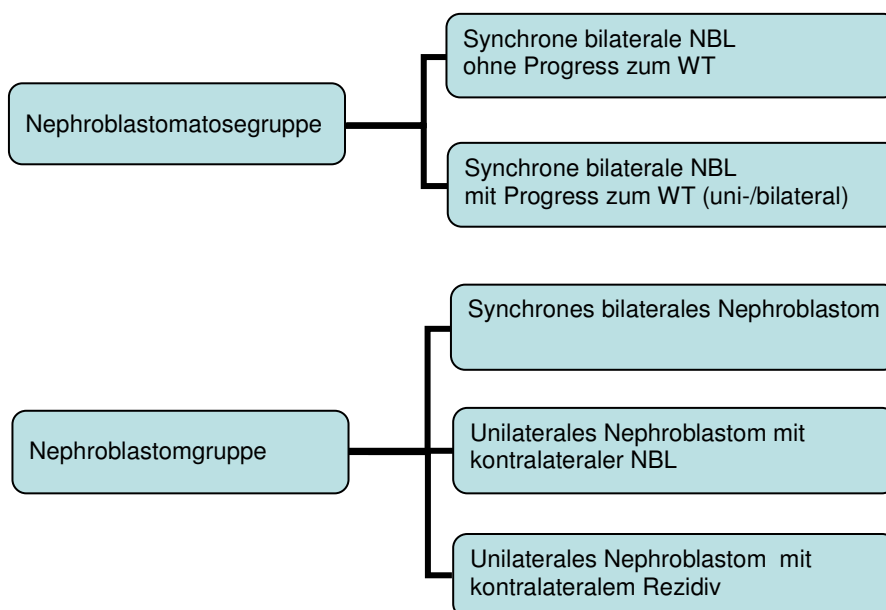 Nephroblastomatosegruppe
Synchrone bilaterale NBL
ohne Progress zum WT
Synchrone bilaterale NBL
mit Progress zum WT (uni-/bilateral)
Nephroblastomgruppe
Synchrones bilaterales Nephroblastom
Unilaterales Nephroblastom mit
kontralateraler NBL
Unilaterales Nephroblastom mit
kontralateralem Rezidiv